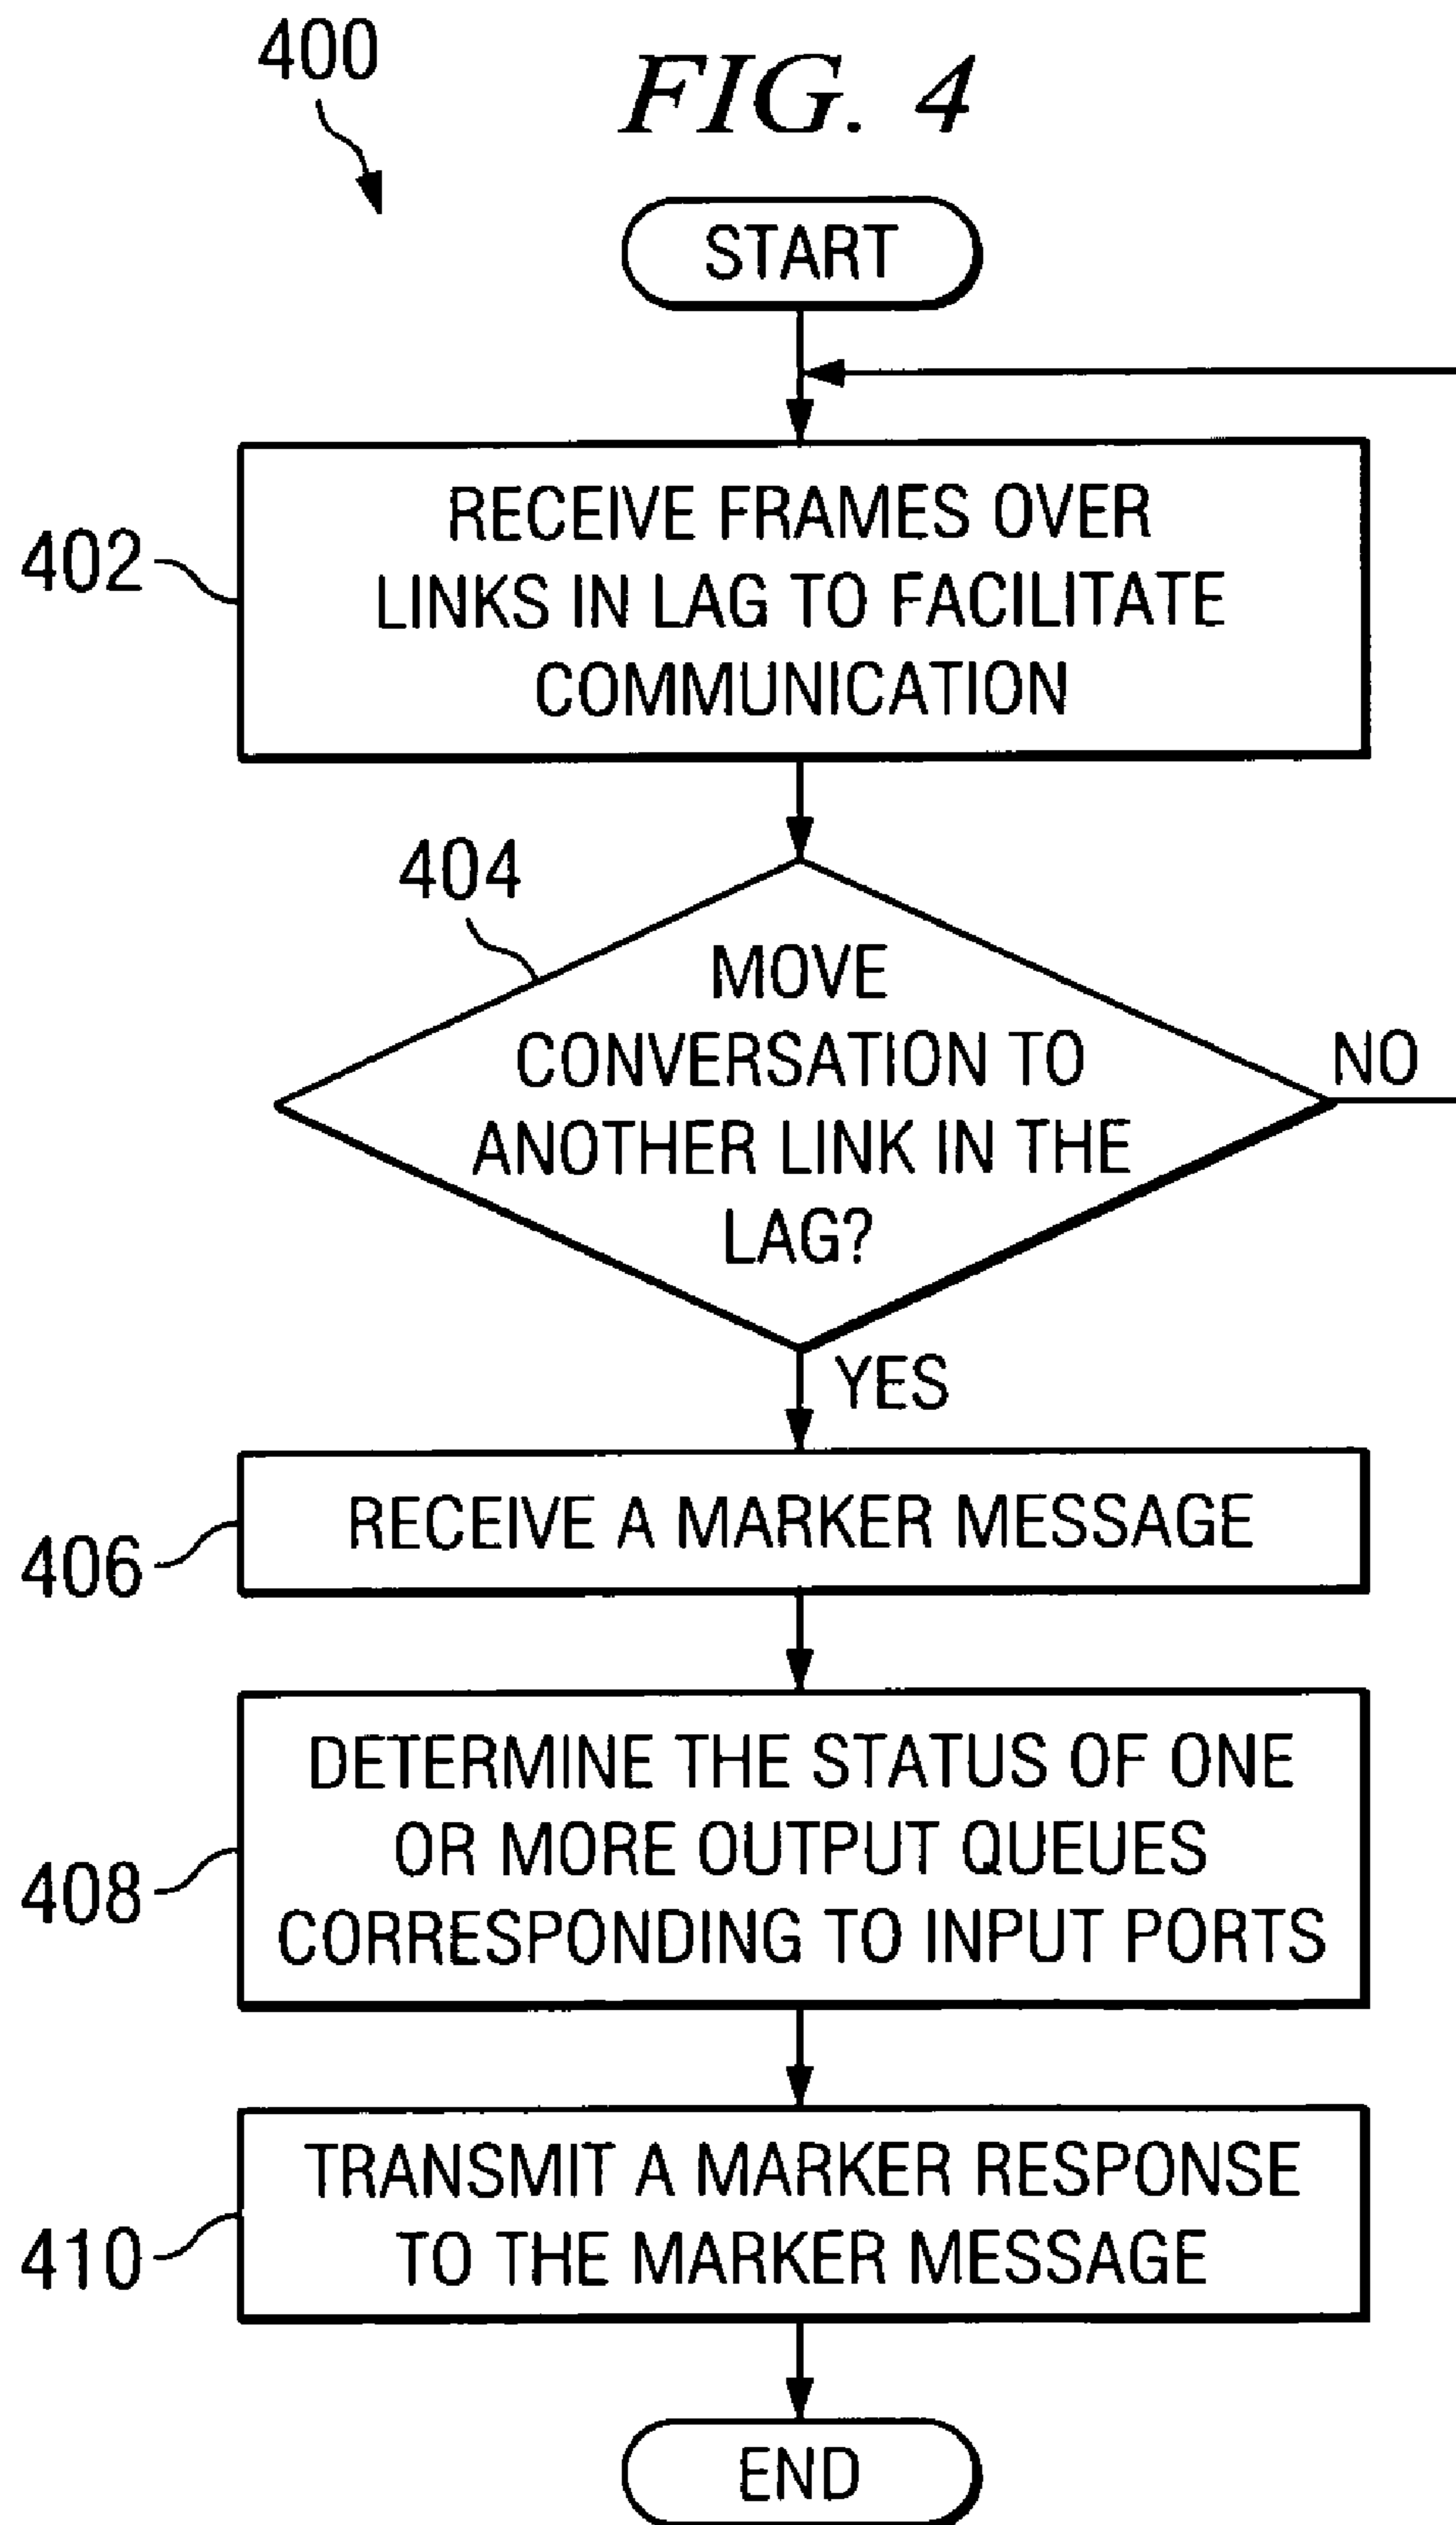 400
FIG. 4
START
402
RECEIVE FRAMES OVER
LINKS IN LAG TO FACILITATE
COMMUNICATION
404
MOVE
CONVERSATION TO
ANOTHER LINK IN THE
LAG?
NO
YES
406
RECEIVE A MARKER MESSAGE
408
DETERMINE THE STATUS OF ONE
OR MORE OUTPUT QUEUES
CORRESPONDING TO INPUT PORTS
410
TRANSMIT A MARKER RESPONSE
TO THE MARKER MESSAGE
END